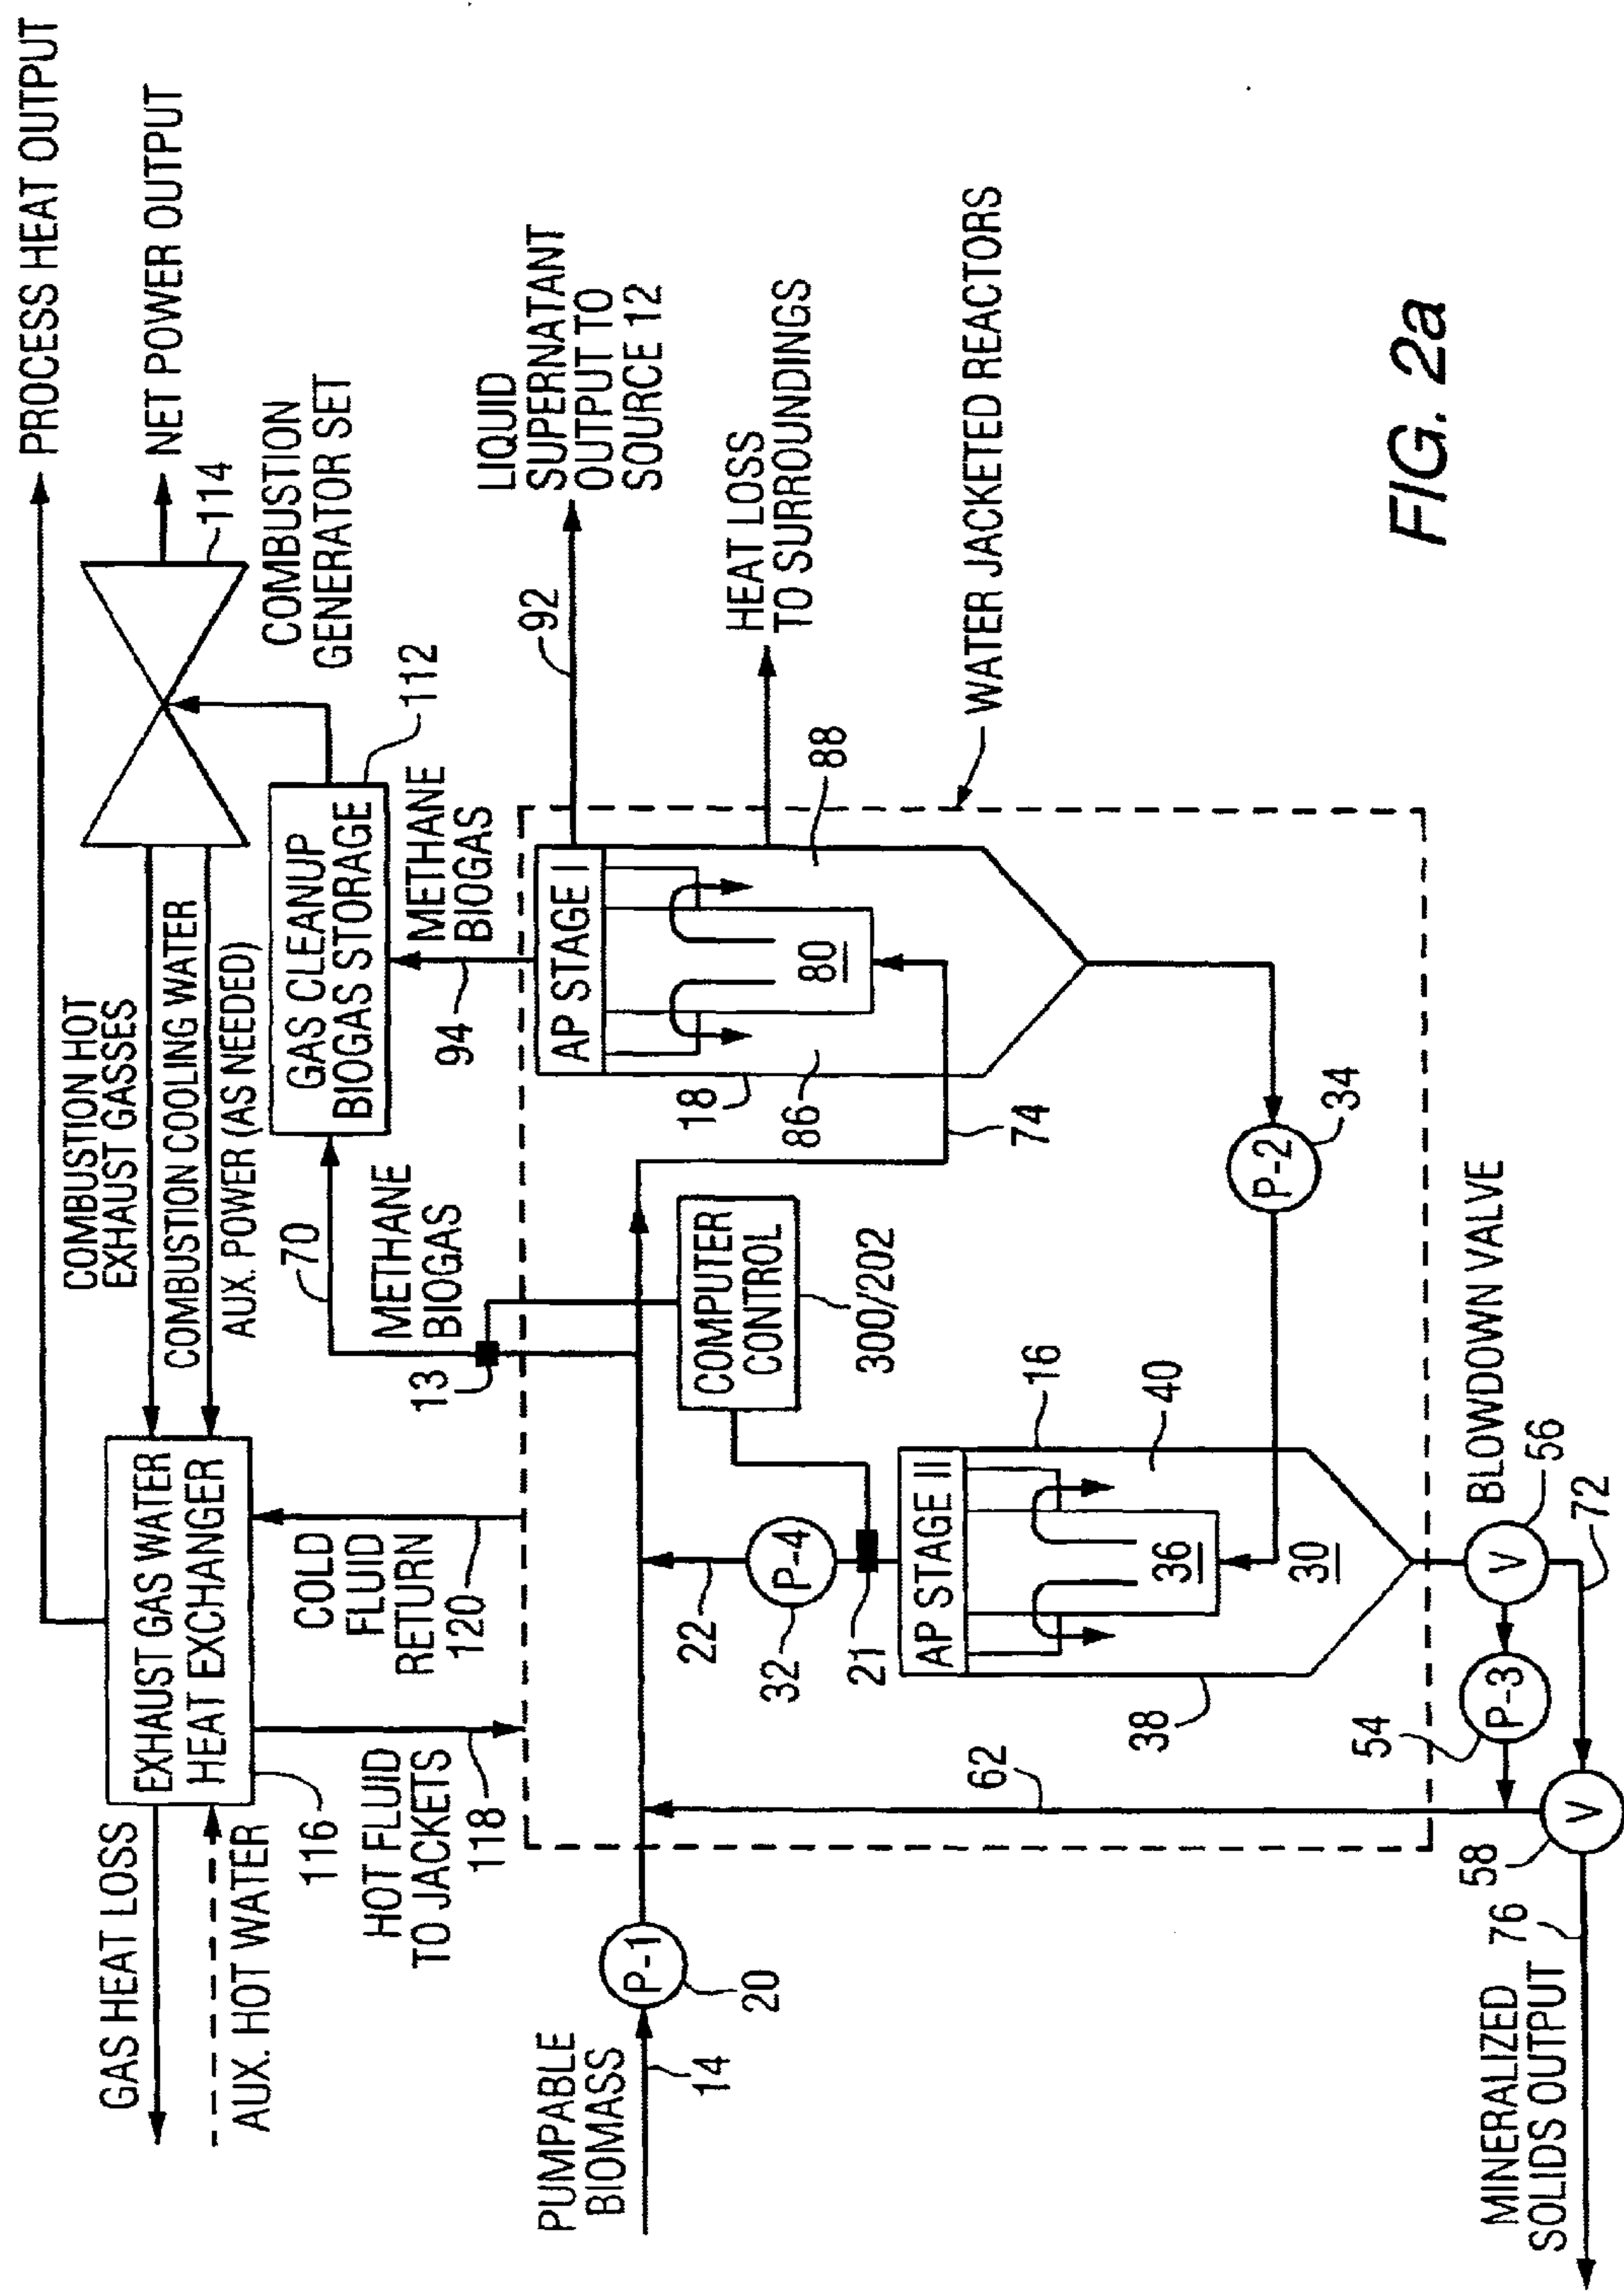 PROCESS HEAT OUTPUT
NET POWER OUTPUT
114
COMBUSTION
GENERATOR SET
COMBUSTION HOT
EXHAUST GASSES
COMBUSTION COOLING WATER
AUX. POWER (AS NEEDED)
GAS HEAT LOSS
AUX. HOT WATER
EXHAUST GAS WATER
HEAT EXCHANGER
116
HOT FLUID
TO JACKETS
118
COLD
FLUID
RETURN
120
70
METHANE
BIOGAS
13
GAS CLEANUP
BIOGAS STORAGE
112
METHANE
BIOGAS
94
LIQUID
SUPERNATANT
OUTPUT TO
SOURCE 12
92
HEAT LOSS
TO SURROUNDINGS
WATER JACKETED REACTORS
AP STAGE I
80
88
86
18
74
PUMPABLE
BIOMASS
14
P-1
20
22
P-4
32
21
COMPUTER
CONTROL
300/202
AP STAGE II
36
30
16
40
38
P-2
34
62
BLOWDOWN VALVE
V
56
72
P-3
54
V
58
76
MINERALIZED
SOLIDS OUTPUT
FIG. 2a